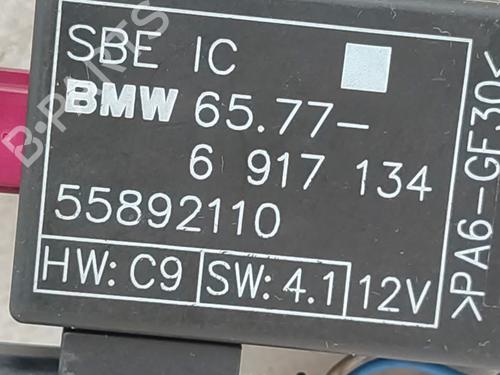 SBE IC
BMW 65.77-
6 917 134
55892110
HW: C9 SW: 4.1 12V
>PA6-GF30<
B-PARTS